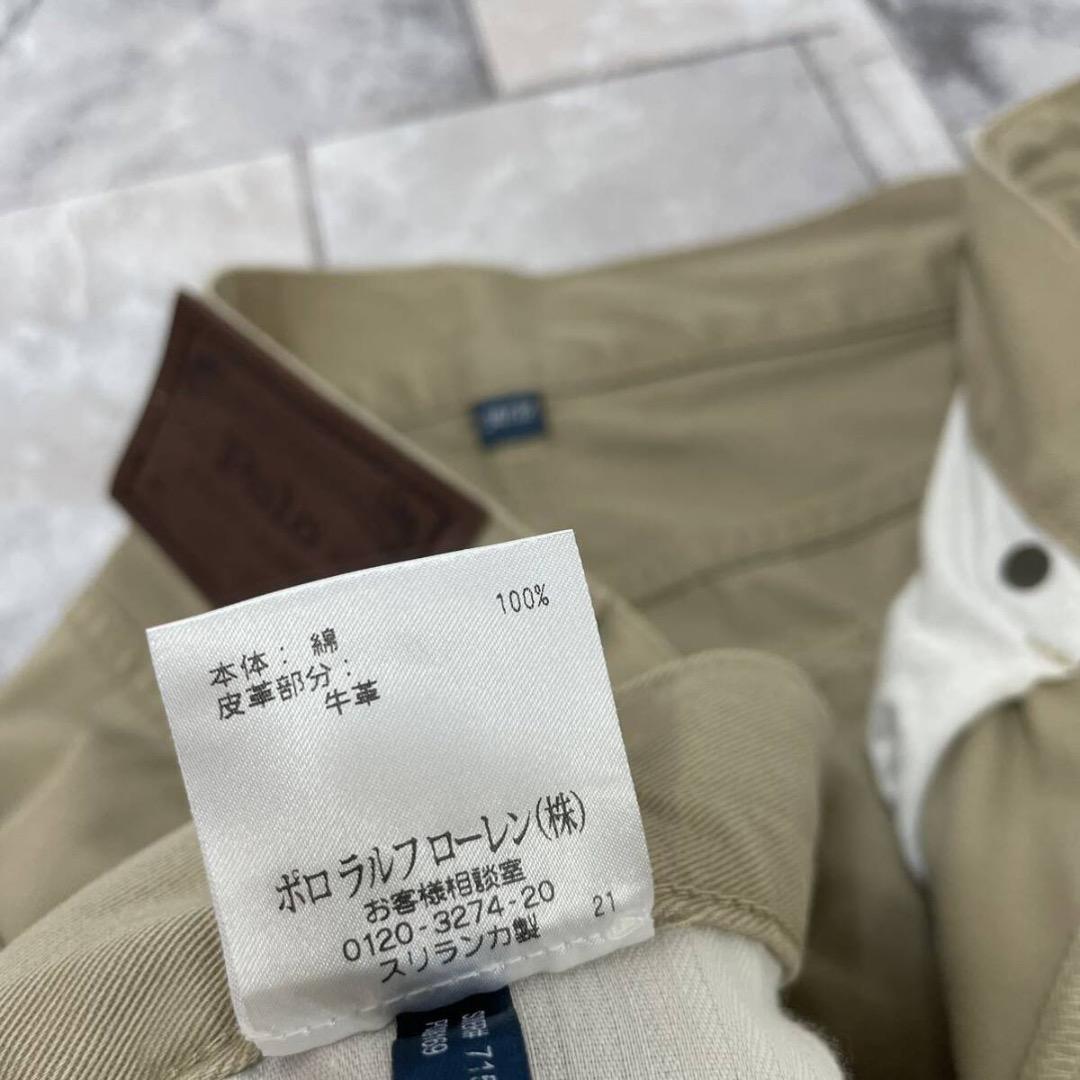 Polo
100%
本体: 綿
皮革部分:
牛革
ポロ ラルフ ローレン(株)
お客様相談室
0120-3274-20
スリランカ製
21